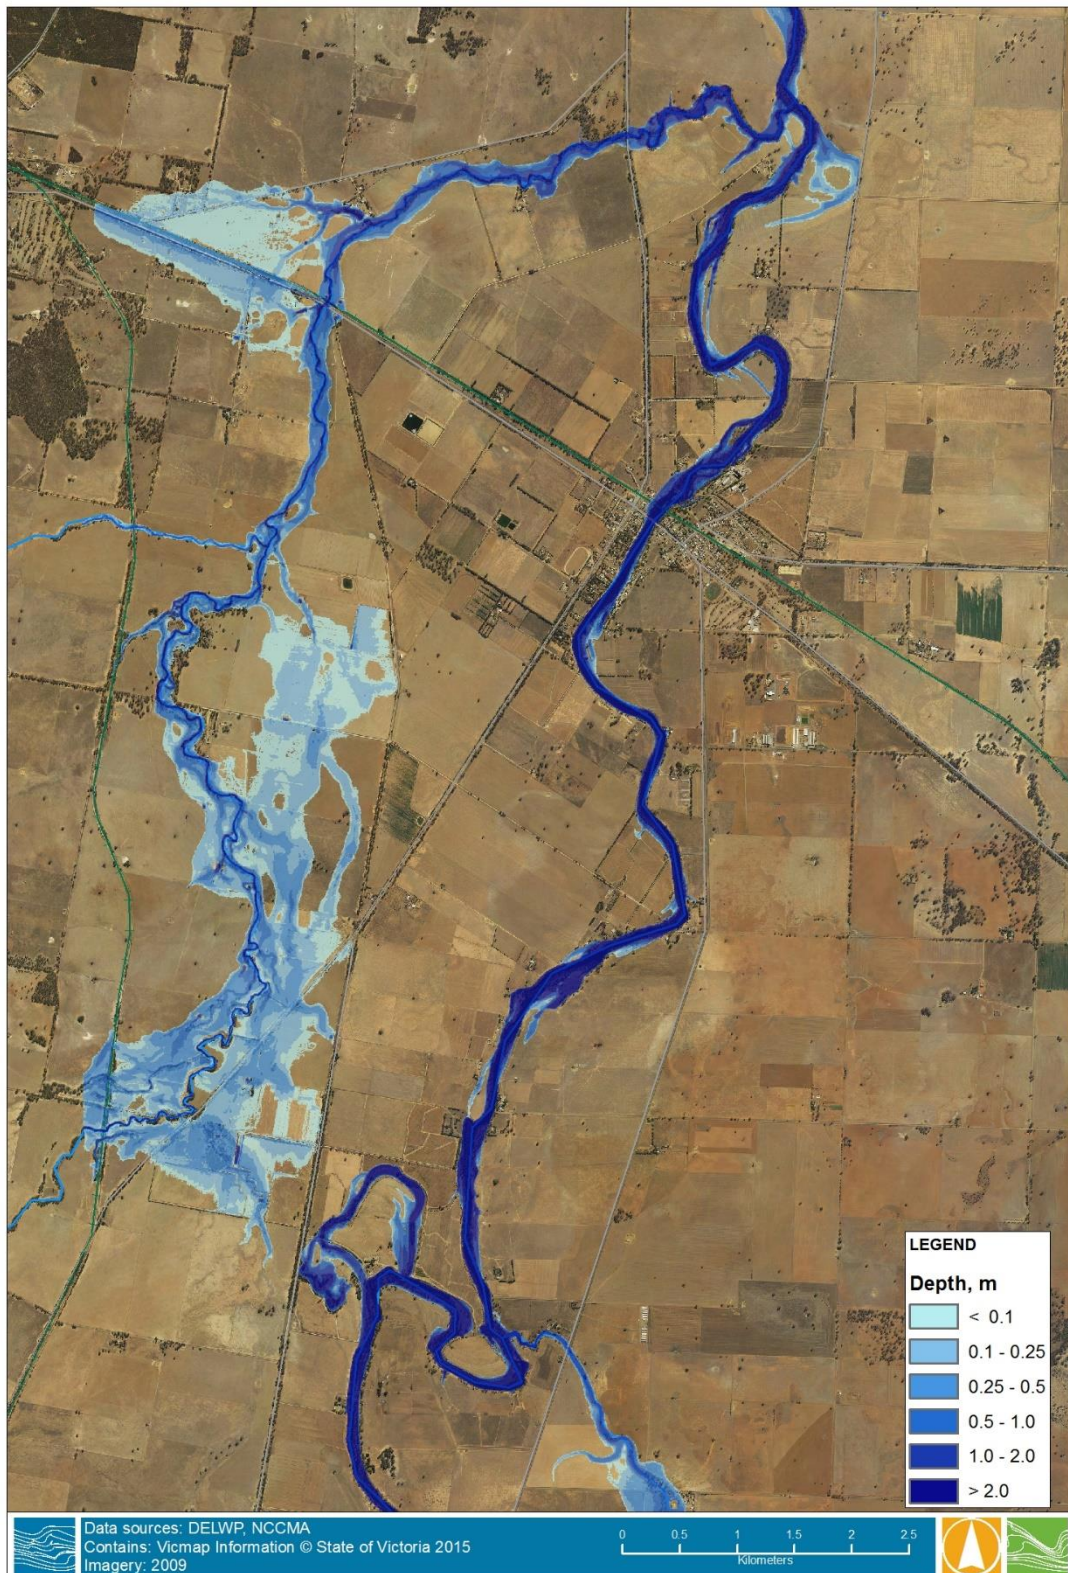 LEGEND
Depth, m
< 0.1
0.1 - 0.25
0.25 - 0.5
0.5 - 1.0
1.0 - 2.0
> 2.0
Data sources: DELWP, NCCMA
Contains: Vicmap Information © State of Victoria 2015
Imagery: 2009
0 0.5 1 1.5 2 2.5
Kilometers